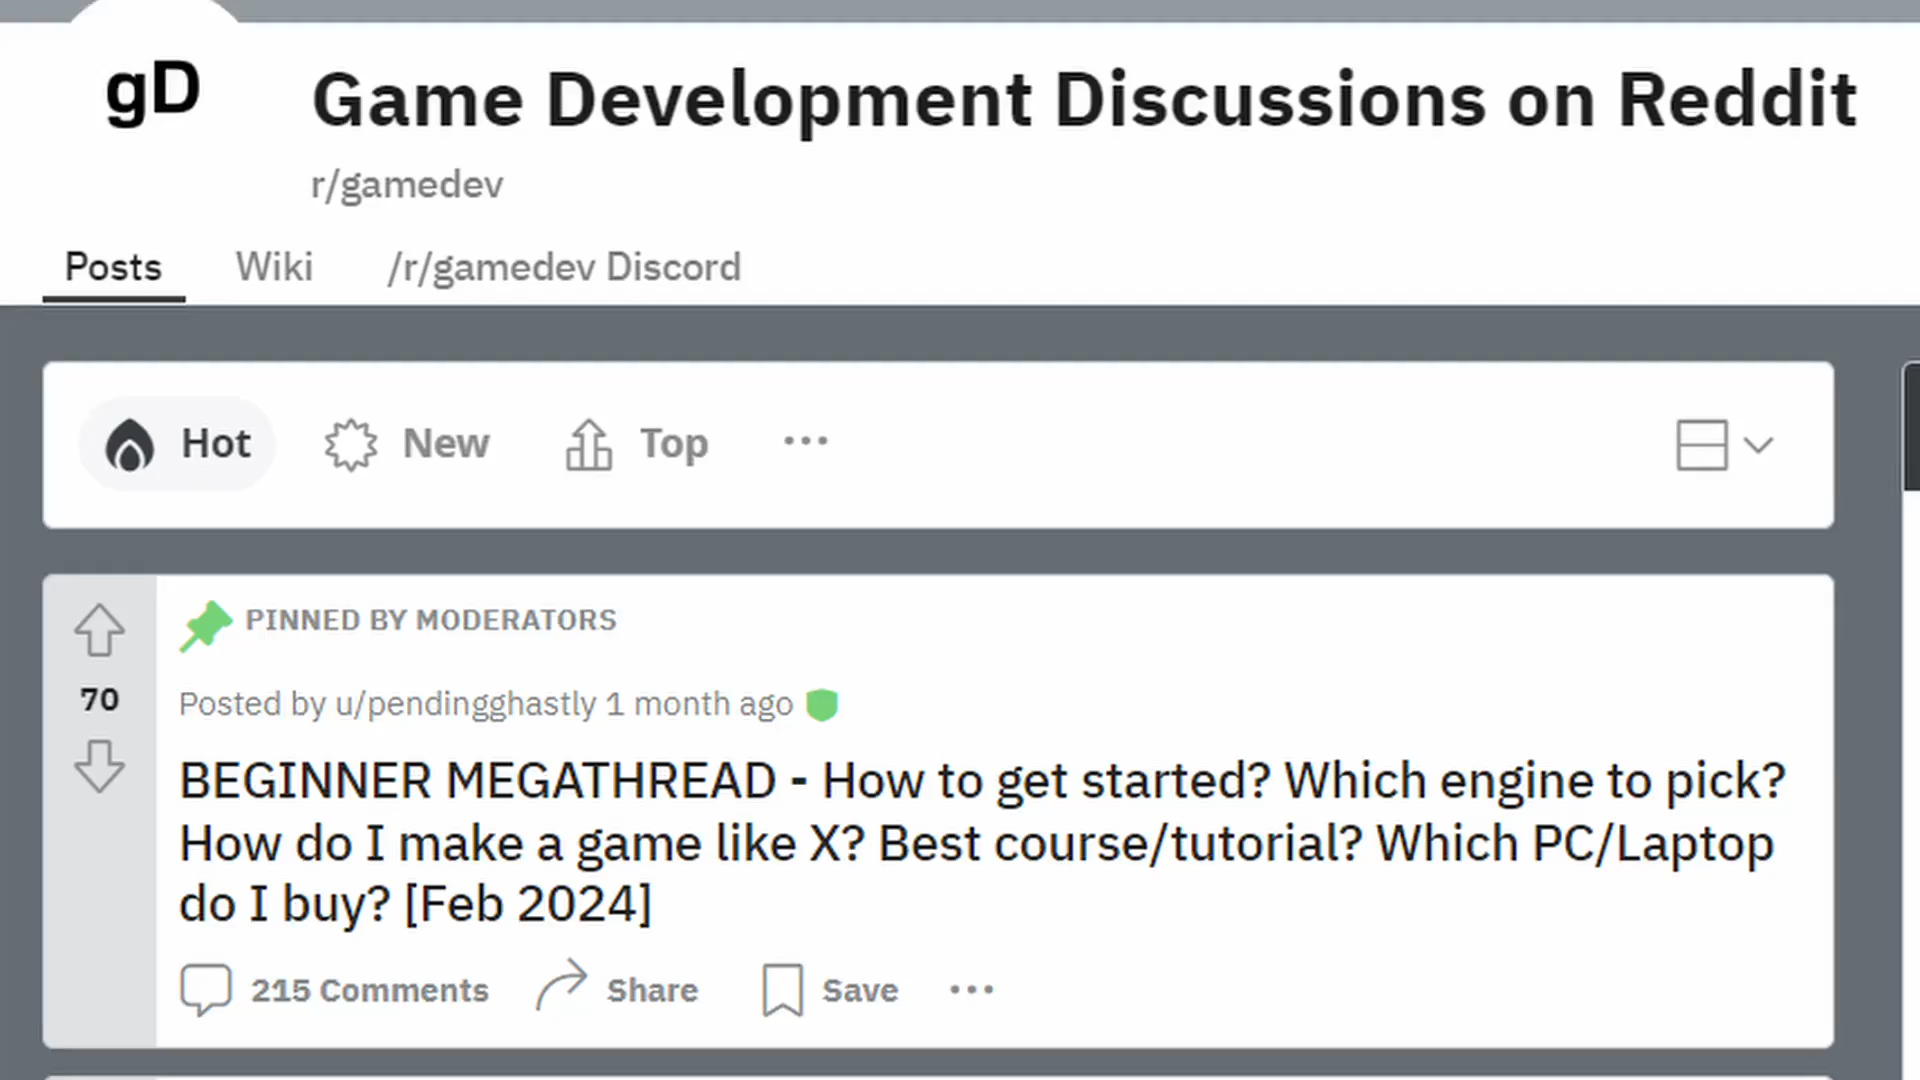 gD
Game Development Discussions on Reddit
r/gamedev
Posts Wiki /r/gamedev Discord
Hot New Top ...
PINNED BY MODERATORS
70
Posted by u/pendingghastly 1 month ago
BEGINNER MEGATHREAD - How to get started? Which engine to pick?
How do I make a game like X? Best course/tutorial? Which PC/Laptop
do I buy? [Feb 2024]
215 Comments Share Save ...